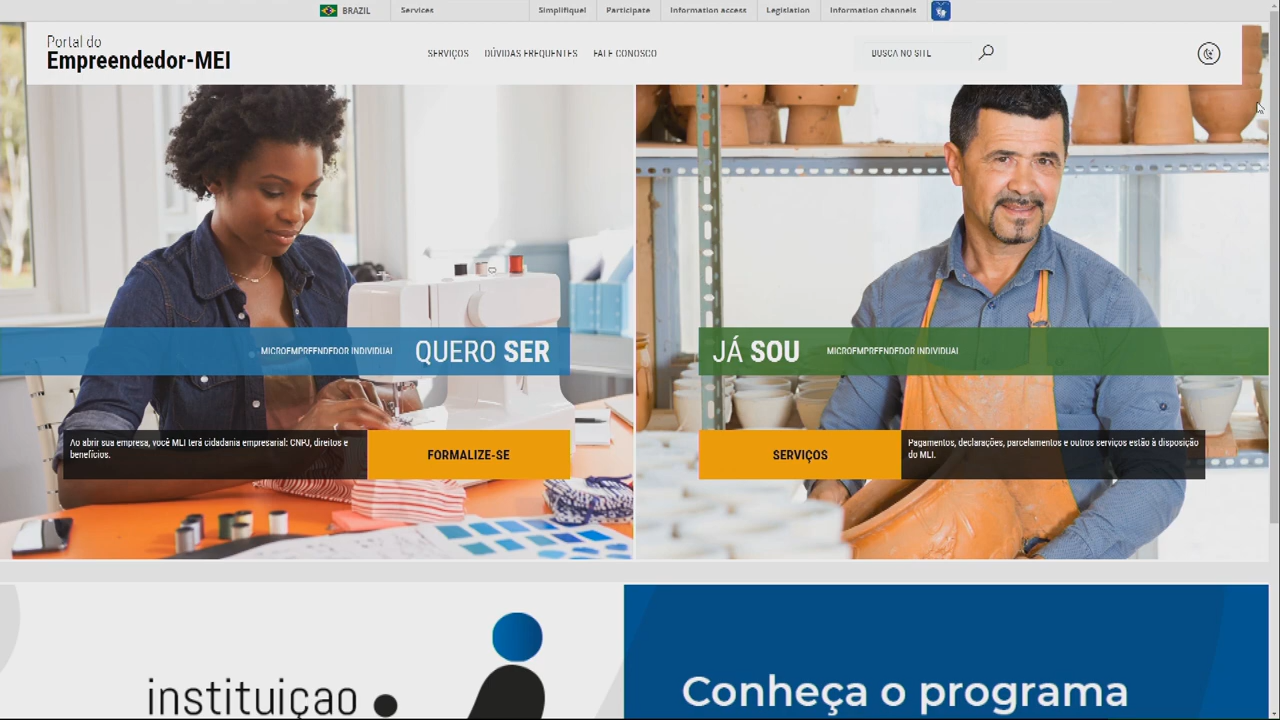 BRAZIL
Services
Simplifique!
Participate
Information access
Legislation
Information channels
Portal do
Empreendedor-MEI
SERVIÇOS
DÚVIDAS FREQUENTES
FALE CONOSCO
BUSCA NO SITE
MICROEMPREENDEDOR INDIVIDUAL
QUERO SER
JÁ SOU
MICROEMPREENDEDOR INDIVIDUAL
Ao abrir sua empresa, você MEI terá cidadania empresarial: CNPJ, direitos e
benefícios.
FORMALIZE-SE
SERVIÇOS
Pagamentos, declarações, parcelamentos e outros serviços estão à disposição
do MEI.
instituiçao
Conheça o programa